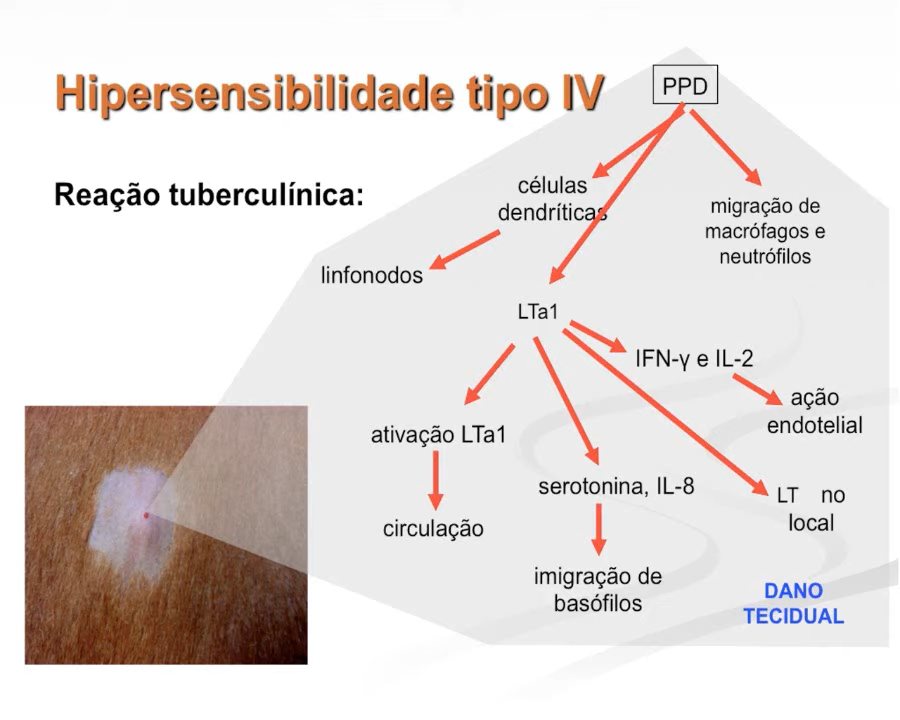 Hipersensibilidade tipo IV
PPD
Reação tuberculínica:
células
dendríticas
migração de
macrófagos e
neutrófilos
linfonodos
LTa1
IFN-γ e IL-2
ação
endotelial
ativação LTa1
serotonina, IL-8
LT no
local
circulação
imigração de
basófilos
DANO
TECIDUAL